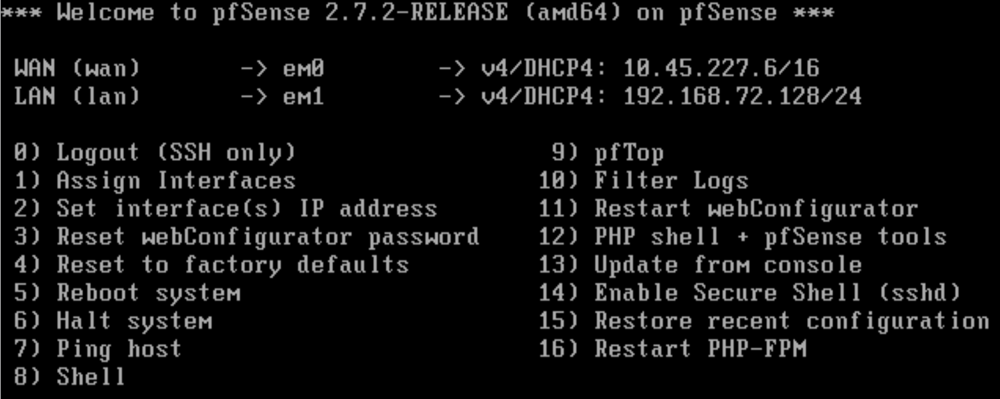 *** Welcome to pfSense 2.7.2-RELEASE (amd64) on pfSense ***
WAN (wan) -> em0 -> v4/DHCP4: 10.45.227.6/16
LAN (lan) -> em1 -> v4/DHCP4: 192.168.72.128/24
0) Logout (SSH only) 9) pfTop
1) Assign Interfaces 10) Filter Logs
2) Set interface(s) IP address 11) Restart webConfigurator
3) Reset webConfigurator password 12) PHP shell + pfSense tools
4) Reset to factory defaults 13) Update from console
5) Reboot system 14) Enable Secure Shell (sshd)
6) Halt system 15) Restore recent configuration
7) Ping host 16) Restart PHP-FPM
8) Shell